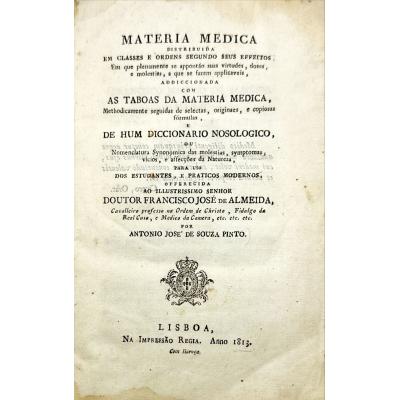 MATERIA MEDICA
DISTRIBUIDA
EM CLASSES E ORDENS SEGUNDO SEUS EFFEITOS,
Em que plenamente se apontão suas virtudes, doses,
e molestias, a que se fazem applicaveis,
ADDICCIONADA
COM
AS TABOAS DA MATERIA MEDICA,
Methodicamente seguidas de selectas, originaes, e copiosas
fórmulas,
E
DE HUM DICCIONARIO NOSOLOGICO,
OU
Nomenclatura Synonymica das molestias, symptomas,
vicios, e affecções da Natureza,
PARA USO
DOS ESTUDANTES, E PRATICOS MODERNOS,
OFFERECIDA
AO ILLUSTRISSIMO SENHOR
DOUTOR FRANCISCO JOSÉ DE ALMEIDA,
Cavalleiro professo na Ordem de Christo, Fidalgo da
Real Casa, e Medico da Camera, etc. etc. etc.
POR
ANTONIO JOSÉ DE SOUZA PINTO.
LISBOA,
NA IMPRESSÃO REGIA. Anno 1813.
Com licença.